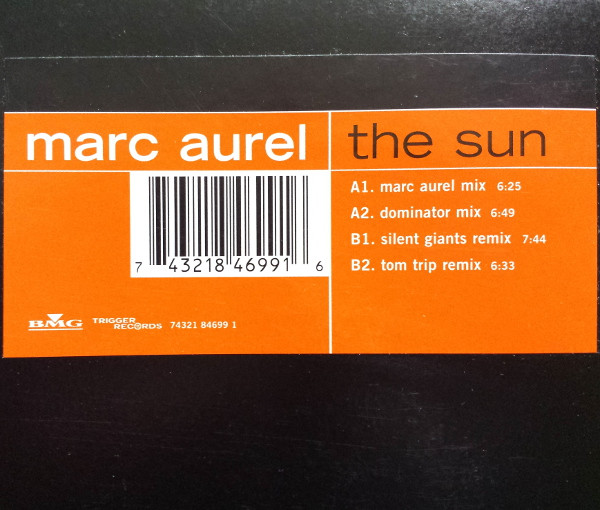 marc aurel
the sun
A1. marc aurel mix 6:25
A2. dominator mix 6:49
B1. silent giants remix 7:44
B2. tom trip remix 6:33
7 43218 46991 6
BMG
TRIGGER
RECORDS
74321 84699 1